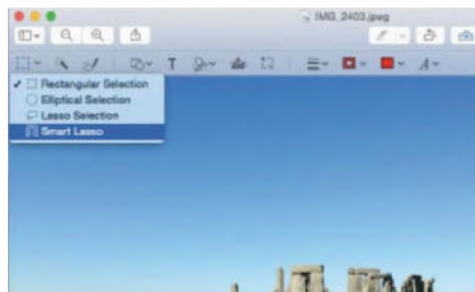 IMG_2403.jpeg
T
A
Rectangular Selection
Elliptical Selection
Lasso Selection
Smart Lasso